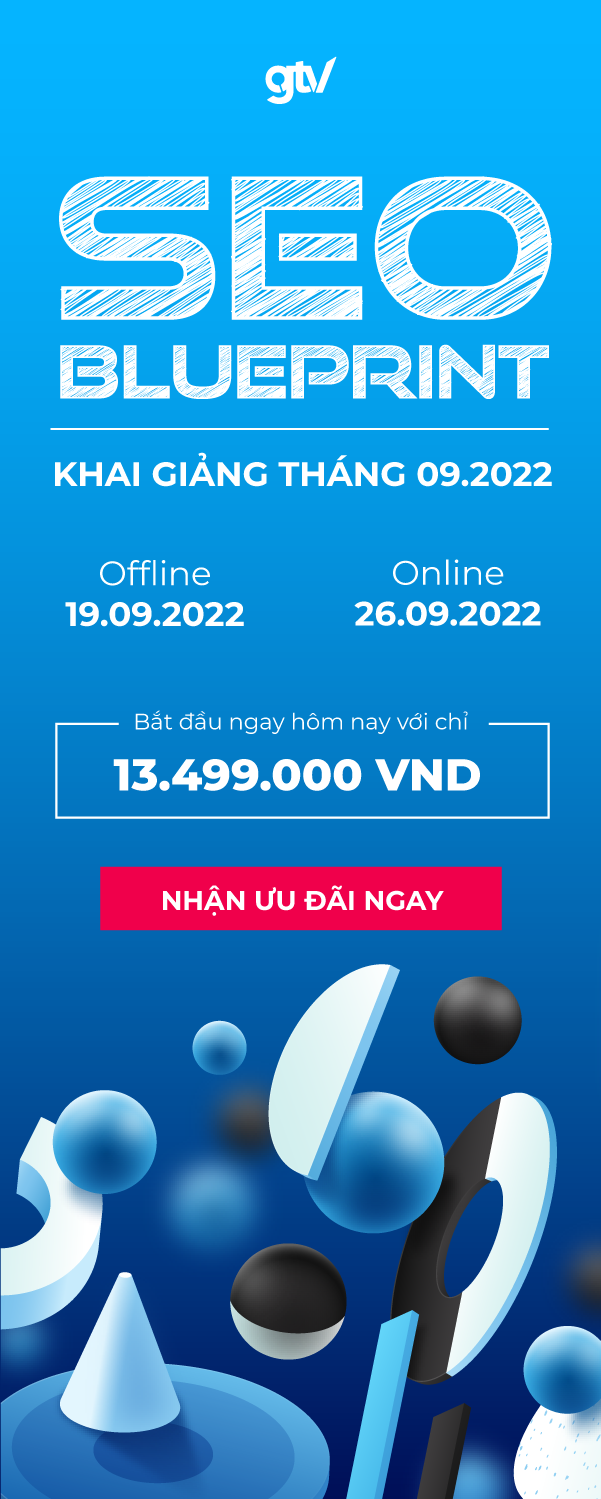 gtv
SEO
BLUEPRINT
KHAI GIẢNG THÁNG 09.2022
Offline
19.09.2022
Online
26.09.2022
Bắt đầu ngay hôm nay với chỉ
13.499.000 VND
NHẬN ƯU ĐÃI NGAY